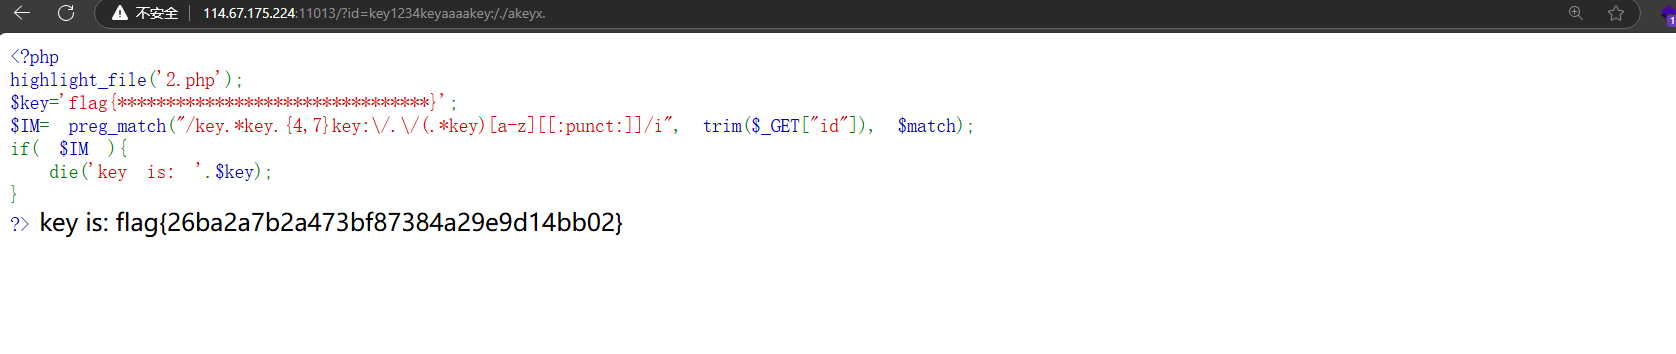 不安全 114.67.175.224:11013/?id=key1234keyaaaakey:/./akeyx.
<?php
highlight_file('2.php');
$key='flag{********************************}';
$IM= preg_match("/key.*key.{4,7}key:\/.\/(.*key)[a-z][[:punct:]]/i", trim($_GET["id"]), $match);
if( $IM ){
    die('key is: '.$key);
}
?> key is: flag{26ba2a7b2a473bf87384a29e9d14bb02}